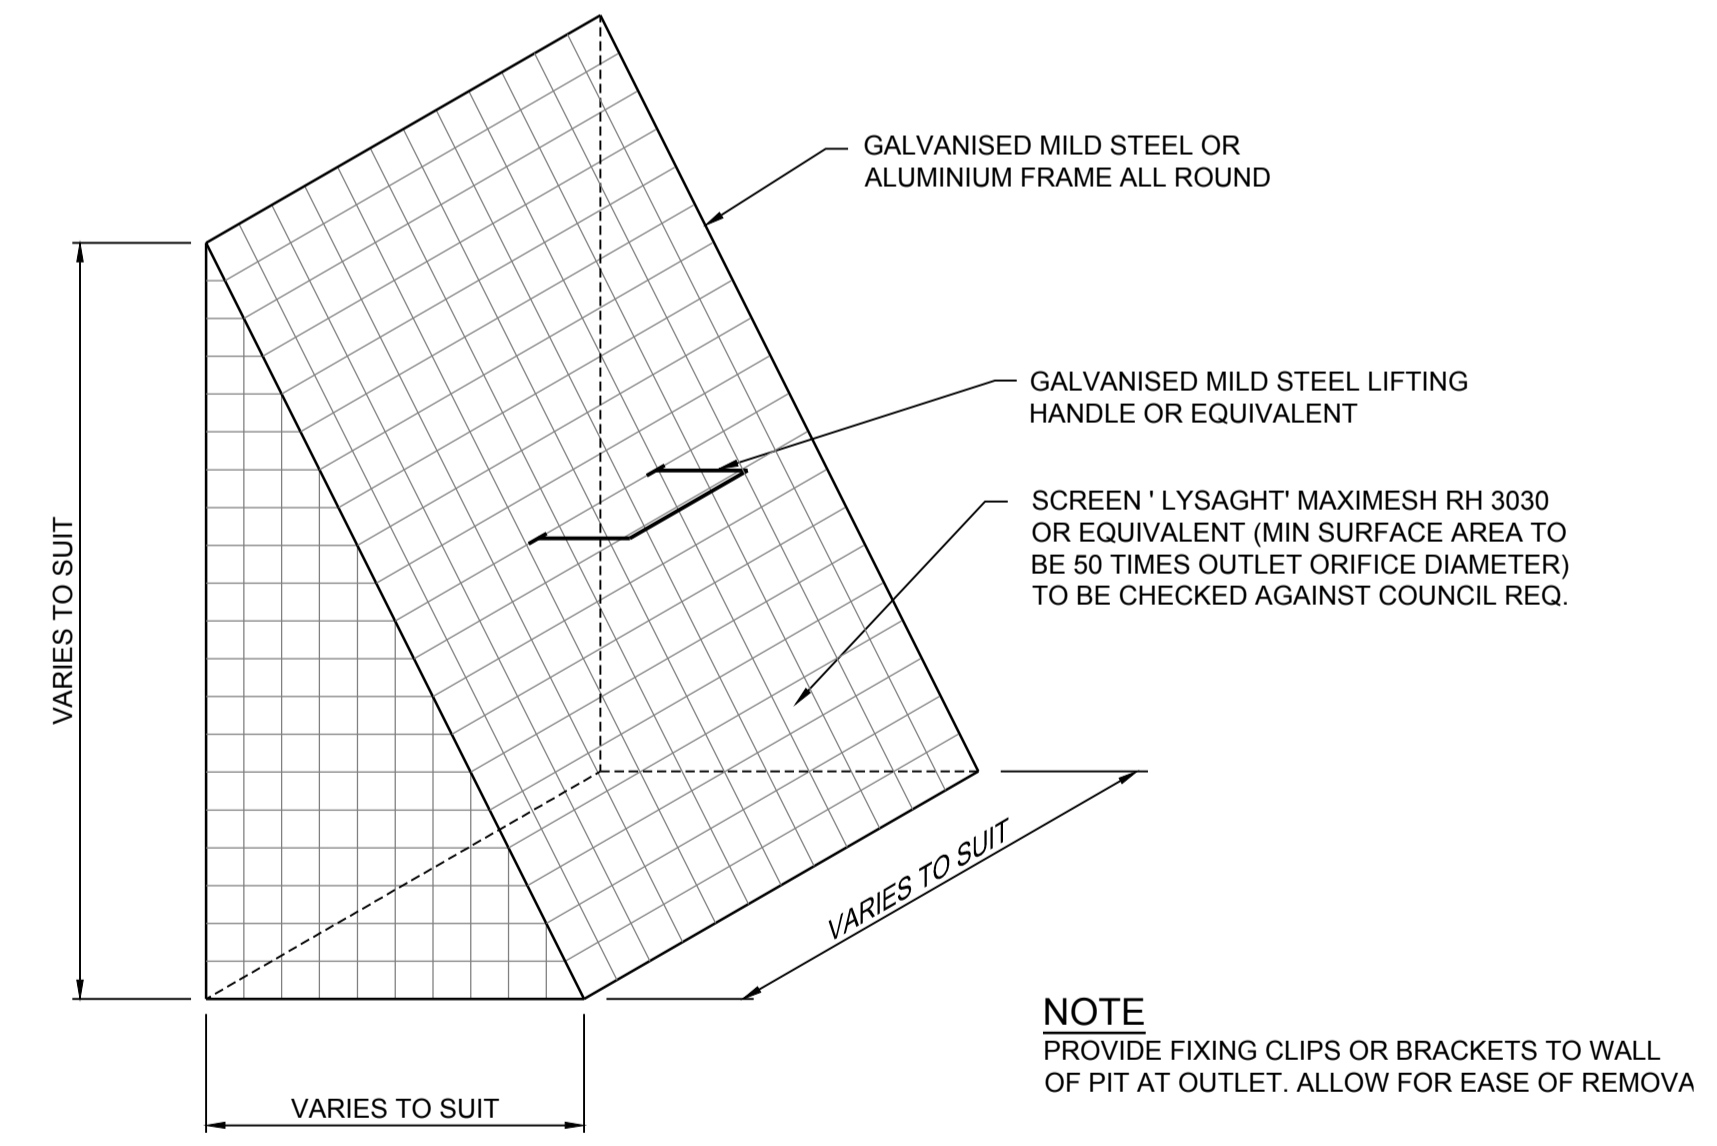 GALVANISED MILD STEEL OR
ALUMINIUM FRAME ALL ROUND
GALVANISED MILD STEEL LIFTING
HANDLE OR EQUIVALENT
SCREEN ' LYSAGHT' MAXIMESH RH 3030
OR EQUIVALENT (MIN SURFACE AREA TO
BE 50 TIMES OUTLET ORIFICE DIAMETER)
TO BE CHECKED AGAINST COUNCIL REQ.
VARIES TO SUIT
VARIES TO SUIT
VARIES TO SUIT
NOTE
PROVIDE FIXING CLIPS OR BRACKETS TO WALL
OF PIT AT OUTLET. ALLOW FOR EASE OF REMOVA